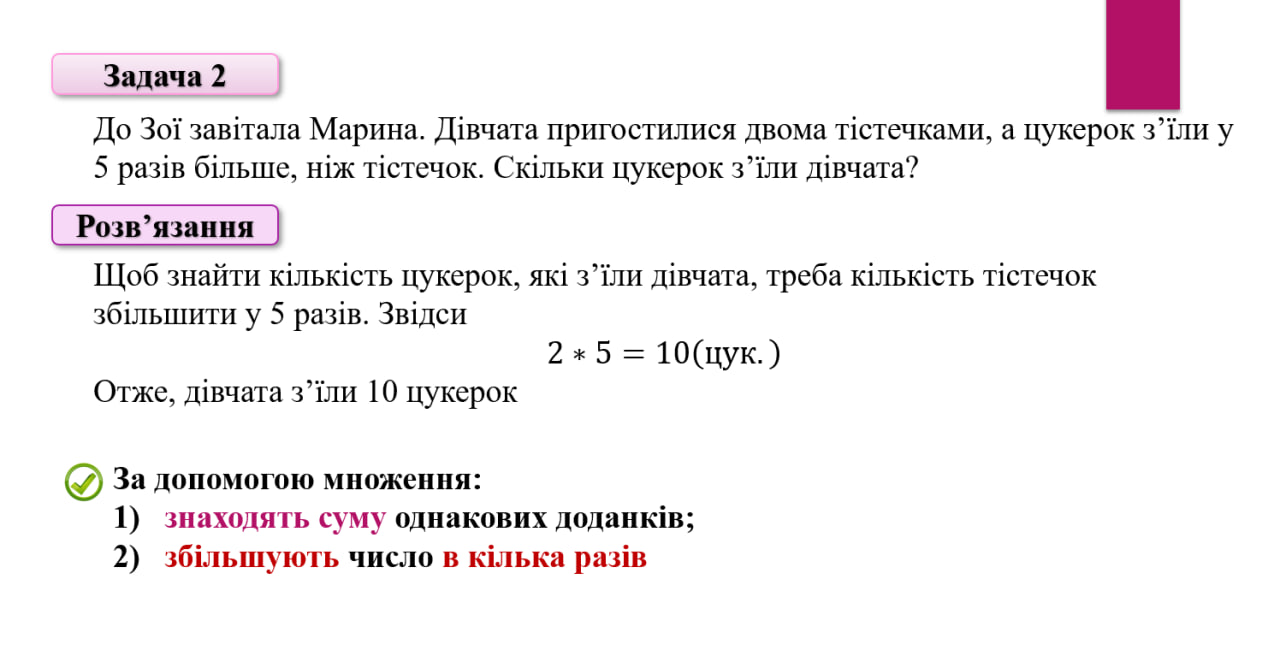 Задача 2
До Зої завітала Марина. Дівчата пригостилися двома тістечками, а цукерок з’їли у
5 разів більше, ніж тістечок. Скільки цукерок з’їли дівчата?
Розв’язання
Щоб знайти кількість цукерок, які з’їли дівчата, треба кількість тістечок
збільшити у 5 разів. Звідси
2 ∗ 5 = 10(цук. )
Отже, дівчата з’їли 10 цукерок
За допомогою множення:
1) знаходять суму однакових доданків;
2) збільшують число в кілька разів